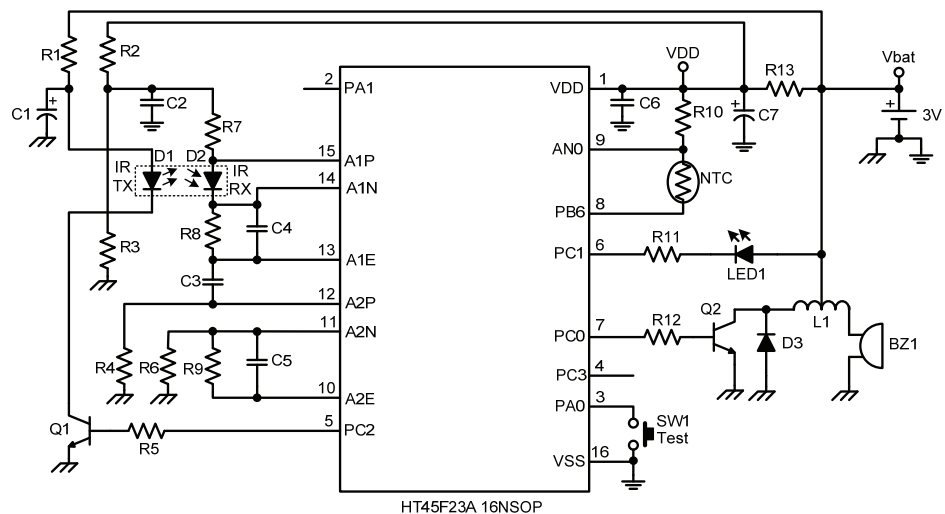 R1
R2
C1
+
C2
R7
D1
D2
IR
TX
IR
RX
R3
R8
C4
C3
R4
R6
R9
C5
Q1
R5
2
PA1
15
A1P
14
A1N
13
A1E
12
A2P
11
A2N
10
A2E
5
PC2
VDD
1
VDD
C6
R10
+
C7
R13
Vbat
+
3V
9
AN0
NTC
8
PB6
6
PC1
R11
LED1
7
PC0
R12
Q2
D3
L1
BZ1
4
PC3
3
PA0
SW1
Test
16
VSS
HT45F23A 16NSOP